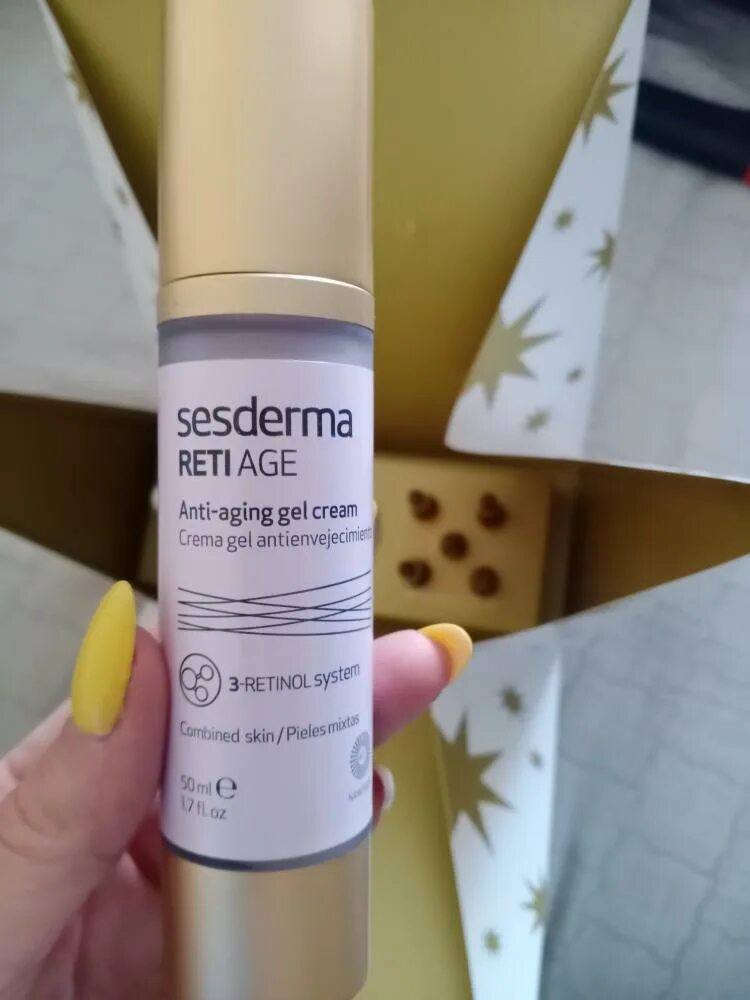 sesderma
RETI AGE
Anti-aging gel cream
Crema gel antienvejecimiento
3-RETINOL system
Combined skin/Pieles mixtas
50 ml e
1.7 fl. oz